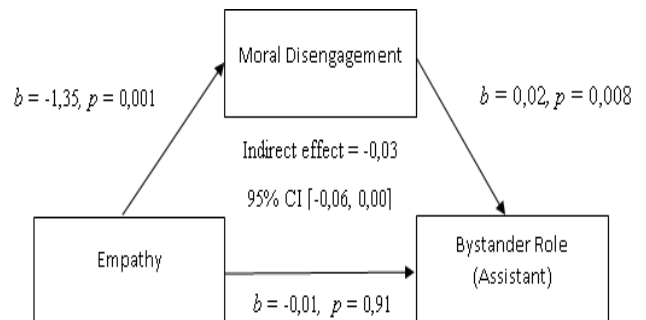 Moral Disengagement
b = -1,35, p = 0,001
b = 0,02, p = 0,008
Indirect effect = -0,03
95% CI [-0,06, 0,00]
Empathy
Bystander Role
(Assistant)
b = -0,01, p = 0,91